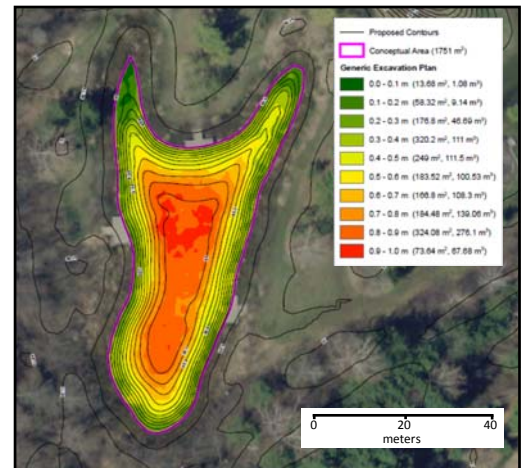 Proposed Contours
Conceptual Area (1751 m²)
Generic Excavation Plan
0.0 - 0.1 m (13.68 m², 1.08 m³)
0.1 - 0.2 m (58.32 m², 9.14 m³)
0.2 - 0.3 m (176.8 m², 46.69 m³)
0.3 - 0.4 m (320.2 m², 111 m³)
0.4 - 0.5 m (249 m², 111.5 m³)
0.5 - 0.6 m (183.52 m², 100.53 m³)
0.6 - 0.7 m (166.8 m², 108.3 m³)
0.7 - 0.8 m (184.48 m², 139.06 m³)
0.8 - 0.9 m (324.08 m², 276.1 m³)
0.9 - 1.0 m (73.64 m², 67.68 m³)
0 20 40
meters